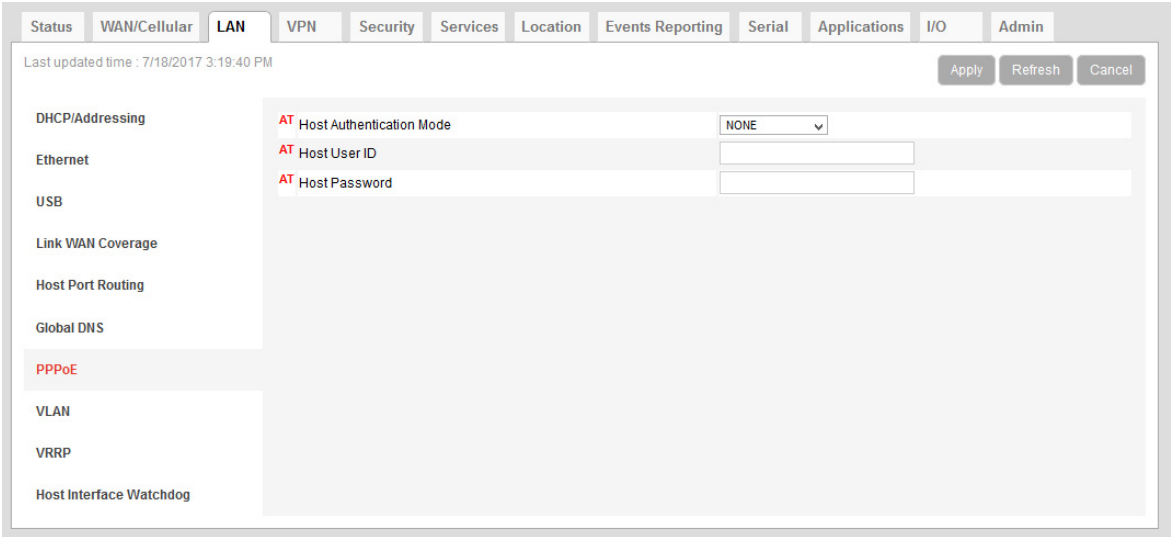 Status WAN/Cellular LAN VPN Security Services Location Events Reporting Serial Applications I/O Admin
Last updated time : 7/18/2017 3:19:40 PM
Apply Refresh Cancel
DHCP/Addressing
Ethernet
USB
Link WAN Coverage
Host Port Routing
Global DNS
PPPoE
VLAN
VRRP
Host Interface Watchdog
AT Host Authentication Mode NONE
AT Host User ID
AT Host Password